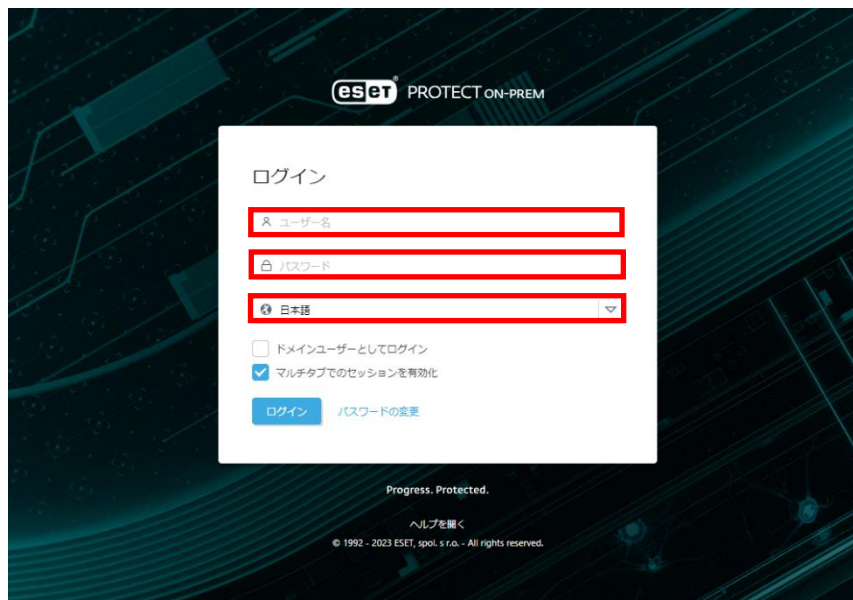 eset® PROTECT ON-PREM
ログイン
ユーザー名
パスワード
日本語
ドメインユーザーとしてログイン
マルチタブでのセッションを有効化
ログイン パスワードの変更
Progress. Protected.
ヘルプを開く
© 1992 - 2023 ESET, spol. s r.o. - All rights reserved.